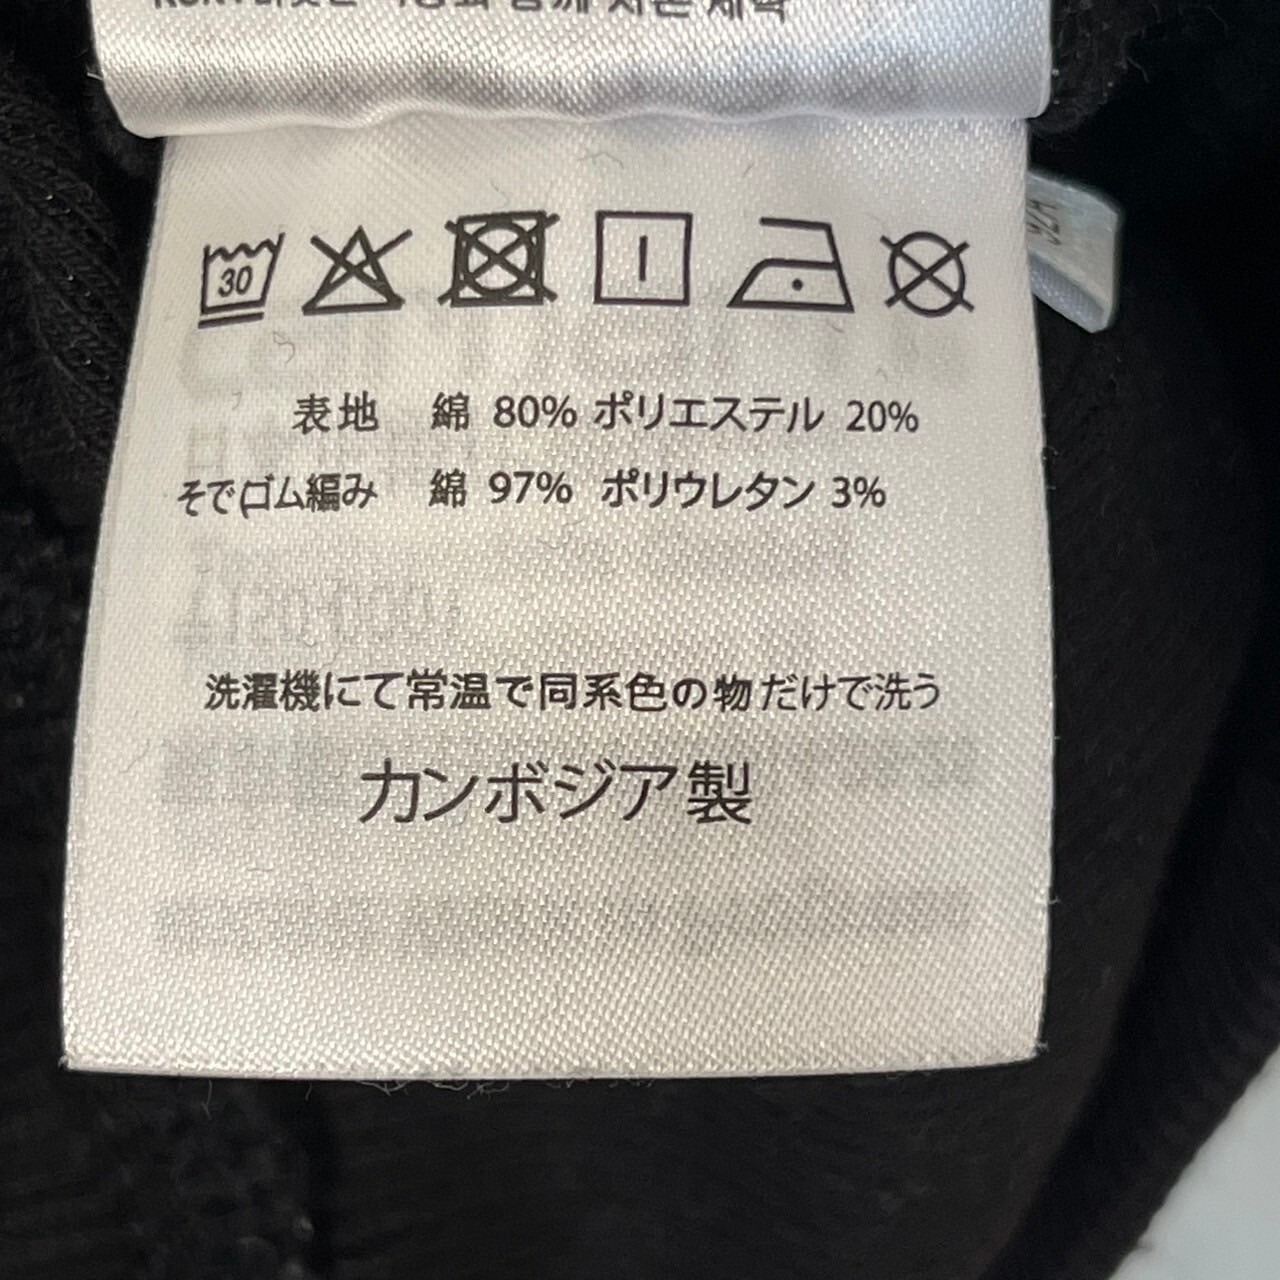 30
表地 綿 80% ポリエステル 20%
そでゴム編み 綿 97% ポリウレタン 3%
洗濯機にて常温で同系色の物だけで洗う
カンボジア製